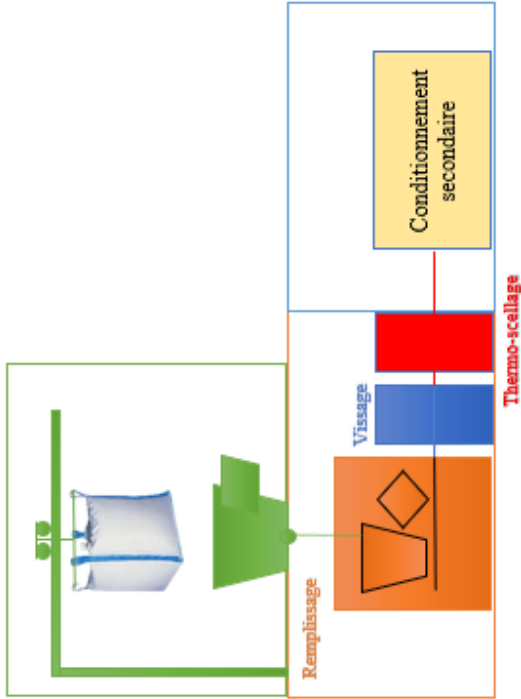 Remplissage
Vissage
Thermo-scellage
Conditionnement
secondaire